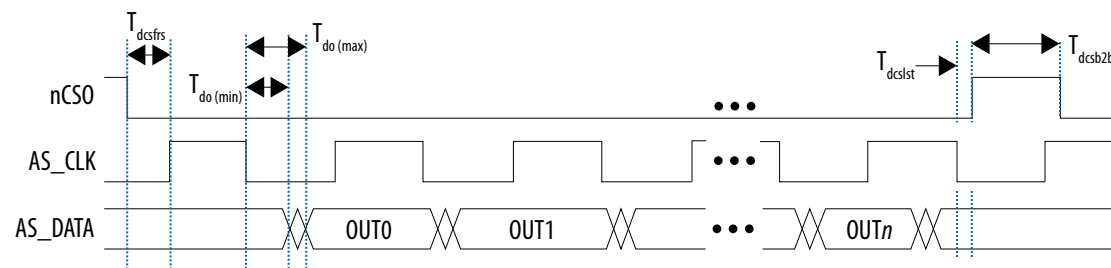 T dcsfrs
T do (max)
T do (min)
T dcslst
T dcsb2b
nCSO
•••
AS_CLK
•••
AS_DATA
OUT0
OUT1
•••
OUTn